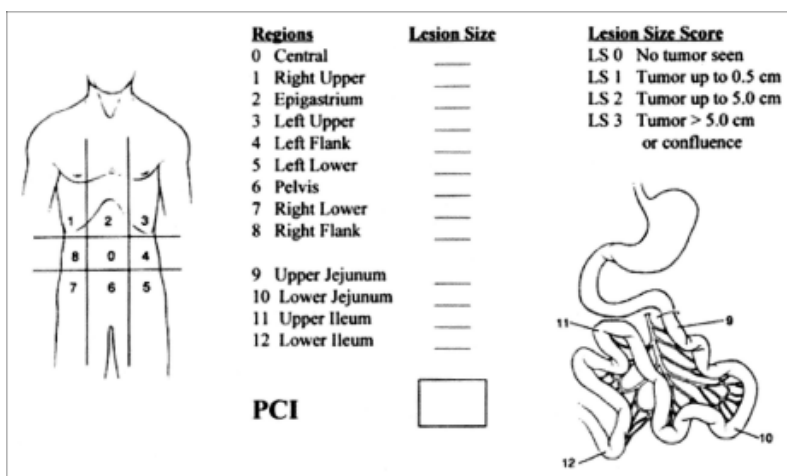 Regions
Lesion Size
0 Central
1 Right Upper
2 Epigastrium
3 Left Upper
4 Left Flank
5 Left Lower
6 Pelvis
7 Right Lower
8 Right Flank
9 Upper Jejunum
10 Lower Jejunum
11 Upper Ileum
12 Lower Ileum
PCI
Lesion Size Score
LS 0 No tumor seen
LS 1 Tumor up to 0.5 cm
LS 2 Tumor up to 5.0 cm
LS 3 Tumor > 5.0 cm
or confluence
1 2 3
8 0 4
7 6 5
11
9
10
12